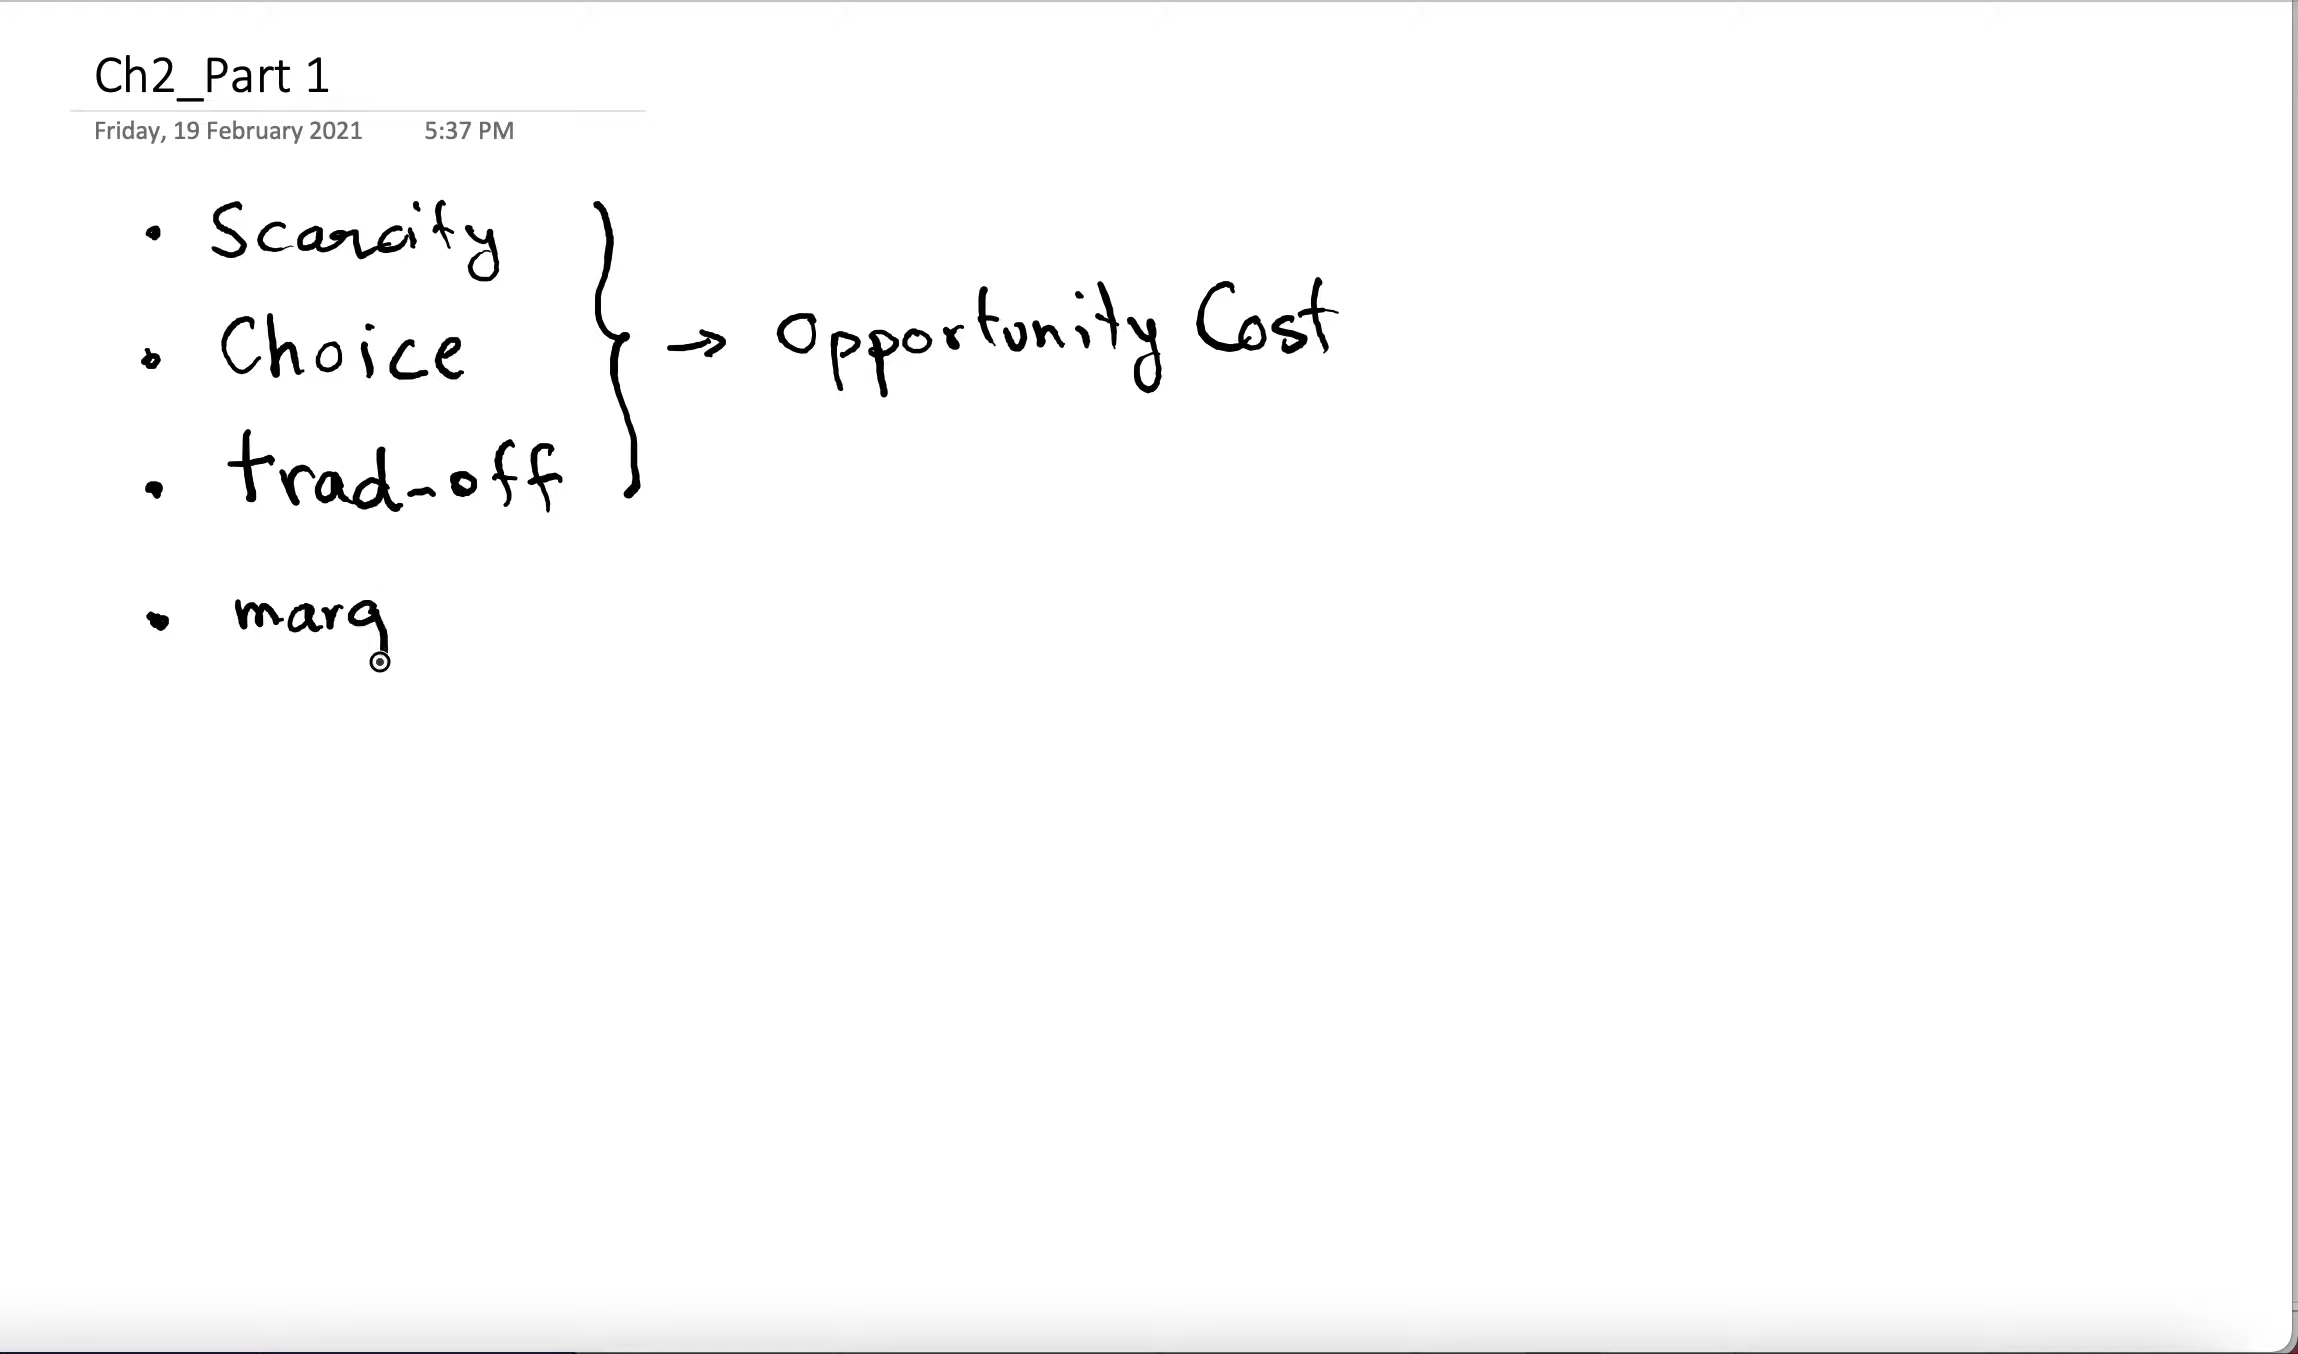 Ch2_Part 1
Friday, 19 February 2021 5:37 PM
• Scarcity
• Choice
• trad-off
→ Opportunity Cost
• marg